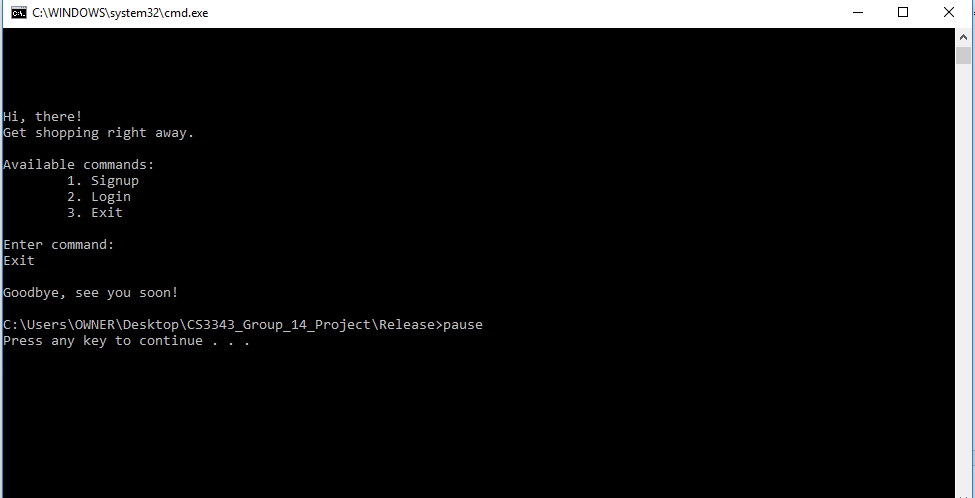 C:\WINDOWS\system32\cmd.exe
Hi, there!
Get shopping right away.
Available commands:
1. Signup
2. Login
3. Exit
Enter command:
Exit
Goodbye, see you soon!
C:\Users\OWNER\Desktop\CS3343_Group_14_Project\Release>pause
Press any key to continue . . .